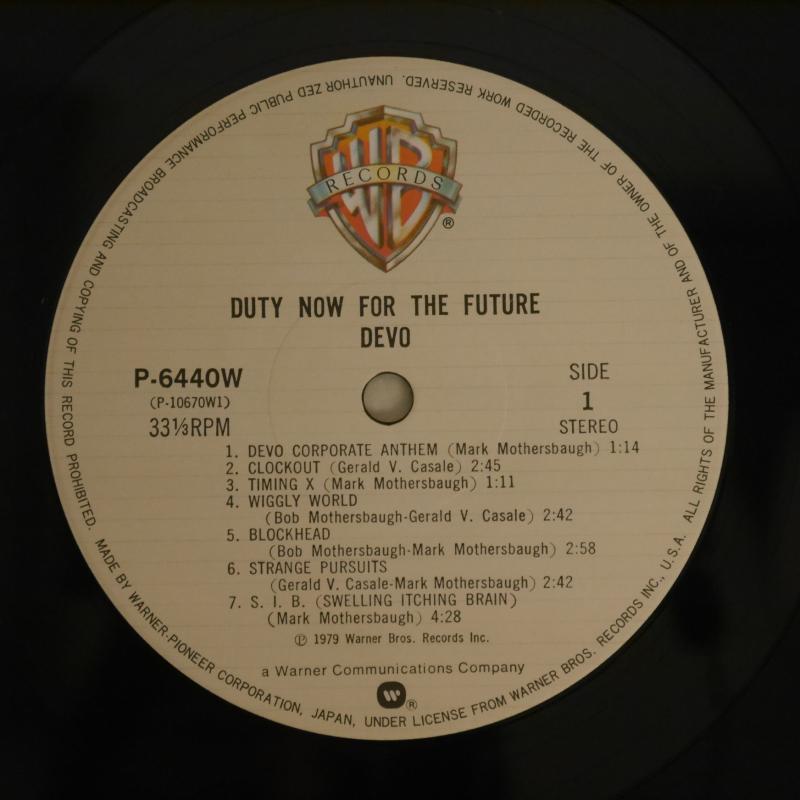 WB
RECORDS
®
DUTY NOW FOR THE FUTURE
DEVO
P-6440W
(P-10670W1)
33⅓RPM
SIDE
1
STEREO
1. DEVO CORPORATE ANTHEM (Mark Mothersbaugh) 1:14
2. CLOCKOUT (Gerald V. Casale) 2:45
3. TIMING X (Mark Mothersbaugh) 1:11
4. WIGGLY WORLD
(Bob Mothersbaugh-Gerald V. Casale) 2:42
5. BLOCKHEAD
(Bob Mothersbaugh-Mark Mothersbaugh) 2:58
6. STRANGE PURSUITS
(Gerald V. Casale-Mark Mothersbaugh) 2:42
7. S. I. B. (SWELLING ITCHING BRAIN)
(Mark Mothersbaugh) 4:28
Ⓟ 1979 Warner Bros. Records Inc.
a Warner Communications Company
®
MADE BY WARNER-PIONEER CORPORATION, JAPAN, UNDER LICENSE FROM WARNER BROS. RECORDS INC., U.S.A. ALL RIGHTS OF THE MANUFACTURER AND OF THE OWNER OF THE RECORDED WORK RESERVED. UNAUTHORIZED PUBLIC PERFORMANCE BROADCASTING AND COPYING OF THIS RECORD PROHIBITED.